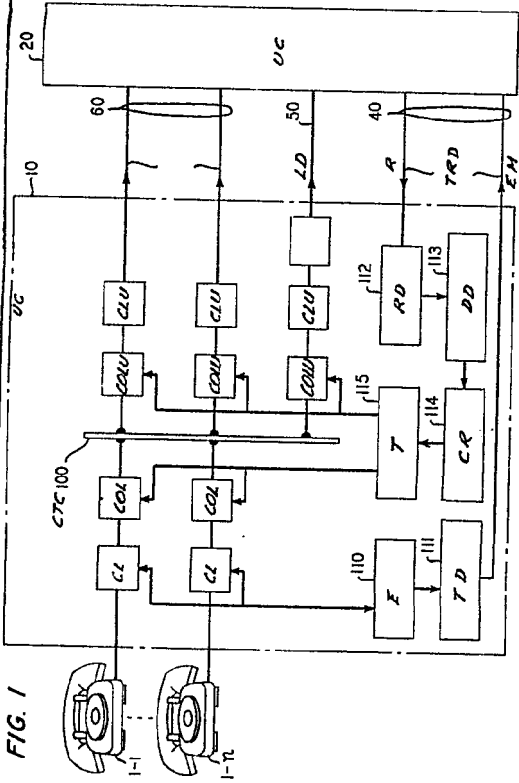 FIG. 1
20
UC
60
50
40
LD
R
TRD
EM
10
UC
CLU
CLU
CLU
COLU
COLU
COLU
112
RD
113
DD
115
T
114
CR
CTC 100
COL
COL
CL
CL
110
E
111
TD
1-1
1-n